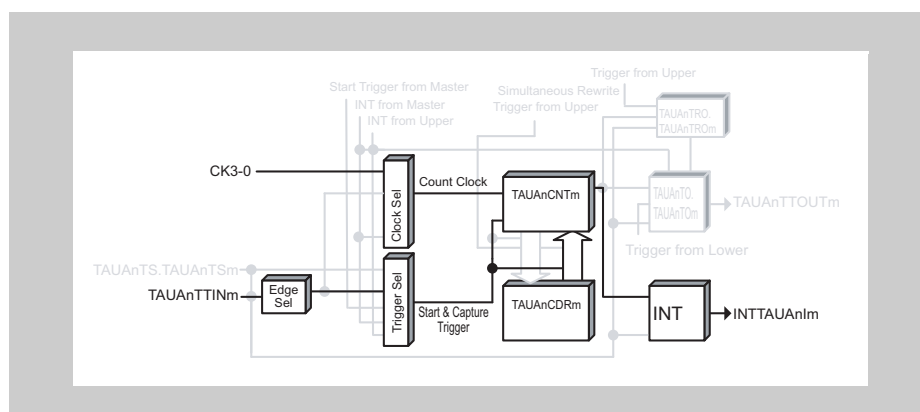 Trigger from Upper
Start Trigger from Master
Simultaneous Rewrite
INT from Master
Trigger from Upper
INT from Upper
TAUAnTRO.
TAUAnTROm
CK3-0
Clock Sel
Count Clock
TAUAnCNTm
TAUAnTO.
TAUAnTOm
TAUAnTTOUTm
Trigger from Lower
TAUAnTS.TAUAnTSm
TAUAnTTINm
Edge
Sel
Trigger Sel
Start & Capture
Trigger
TAUAnCDRm
INT
INTTAUAnIm